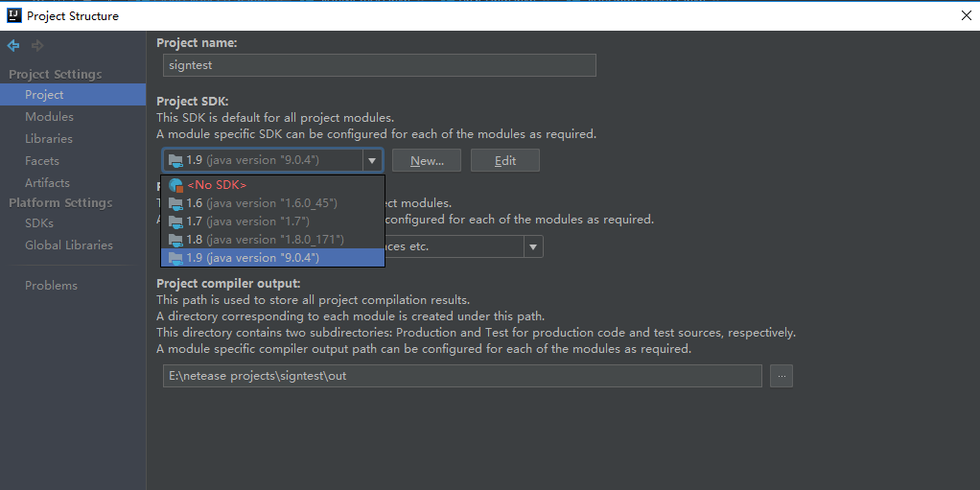 Project Structure
Project Settings
Project
Modules
Libraries
Facets
Artifacts
Platform Settings
SDKs
Global Libraries
Problems
Project name:
signtest
Project SDK:
This SDK is default for all project modules.
A module specific SDK can be configured for each of the modules as required.
1.9 (java version "9.0.4")
New...
Edit
<No SDK>
1.6 (java version "1.6.0_45")
1.7 (java version "1.7")
1.8 (java version "1.8.0_171")
1.9 (java version "9.0.4")
modules.
configured for each of the modules as required.
etc.
Project compiler output:
This path is used to store all project compilation results.
A directory corresponding to each module is created under this path.
This directory contains two subdirectories: Production and Test for production code and test sources, respectively.
A module specific compiler output path can be configured for each of the modules as required.
E:\netease projects\signtest\out
...